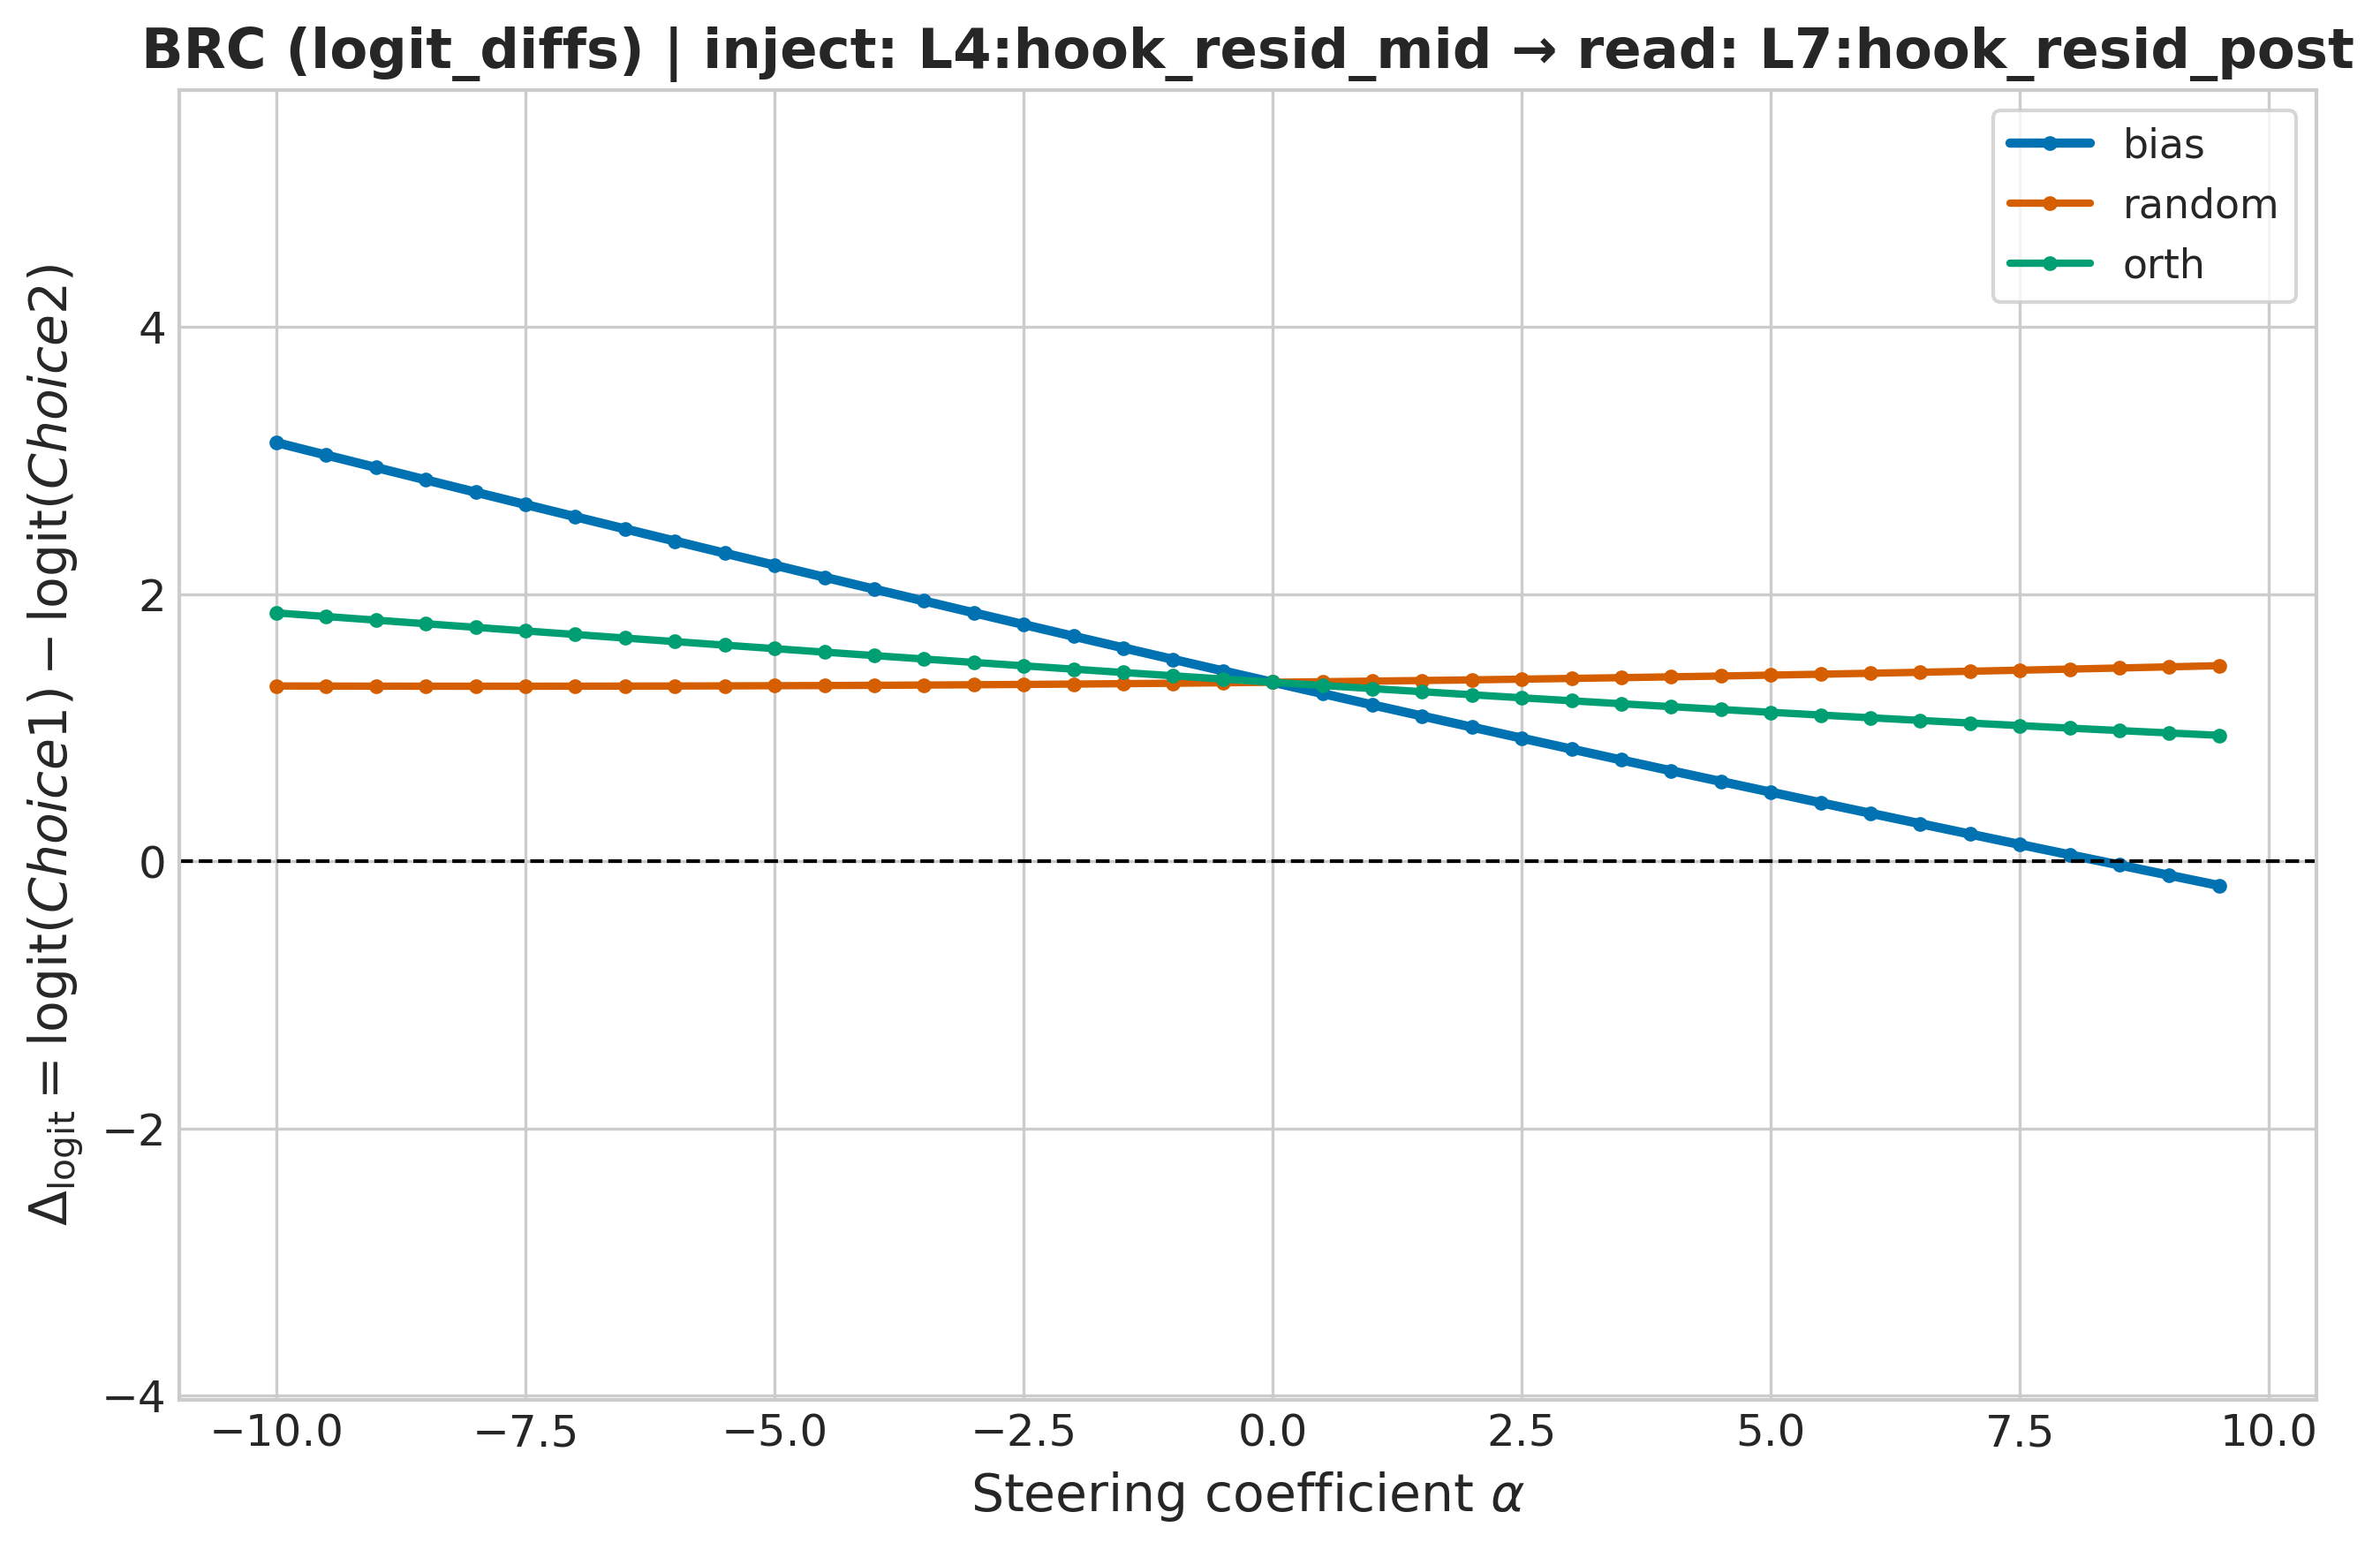 BRC (logit_diffs) | inject: L4:hook_resid_mid → read: L7:hook_resid_post
bias
random
orth
Δlogit = logit(Choice1) − logit(Choice2)
4
2
0
−2
−4
−10.0 −7.5 −5.0 −2.5 0.0 2.5 5.0 7.5 10.0
Steering coefficient α